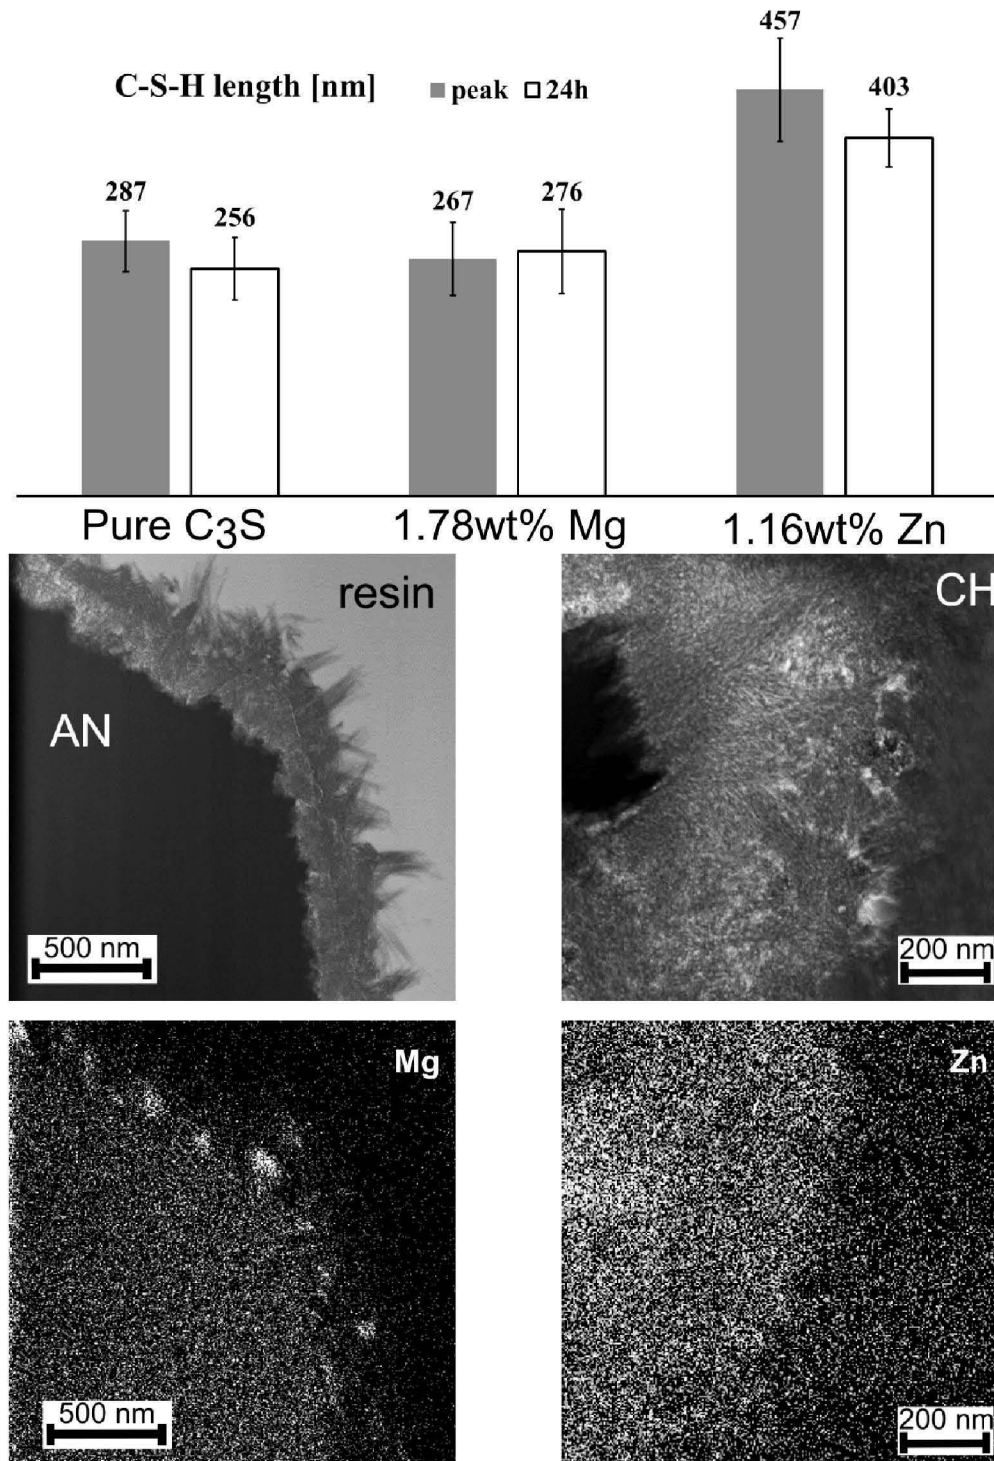 457
C-S-H length [nm] peak 24h
403
287
256
267
276
Pure C3S 1.78wt% Mg 1.16wt% Zn
resin
CH
AN
500 nm
200 nm
Mg
Zn
500 nm
200 nm